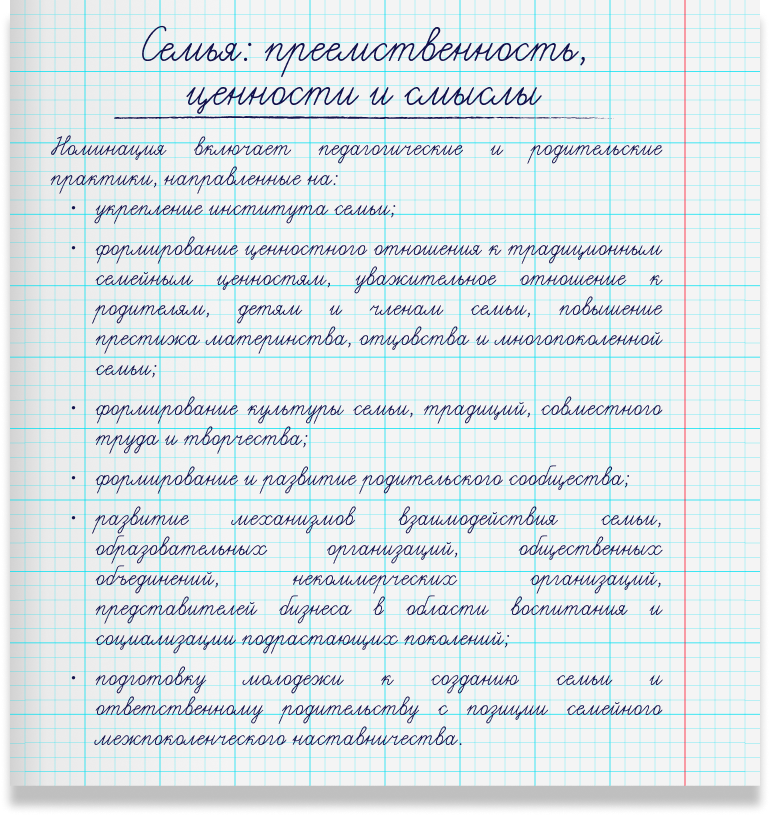 Семья: преемственность,
ценности и смыслы
Номинация включает педагогические и родительские
практики, направленные на:
• укрепление института семьи;
• формирование ценностного отношения к традиционным
семейным ценностям, уважительное отношение к
родителям, детям и членам семьи, повышение
престижа материнства, отцовства и многопоколенной
семьи;
• формирование культуры семьи, традиций, совместного
труда и творчества;
• формирование и развитие родительского сообщества;
• развитие механизмов взаимодействия семьи,
образовательных организаций, общественных
объединений, некоммерческих организаций,
представителей бизнеса в области воспитания и
социализации подрастающих поколений;
• подготовку молодежи к созданию семьи и
ответственному родительству с позиции семейного
межпоколенческого наставничества.